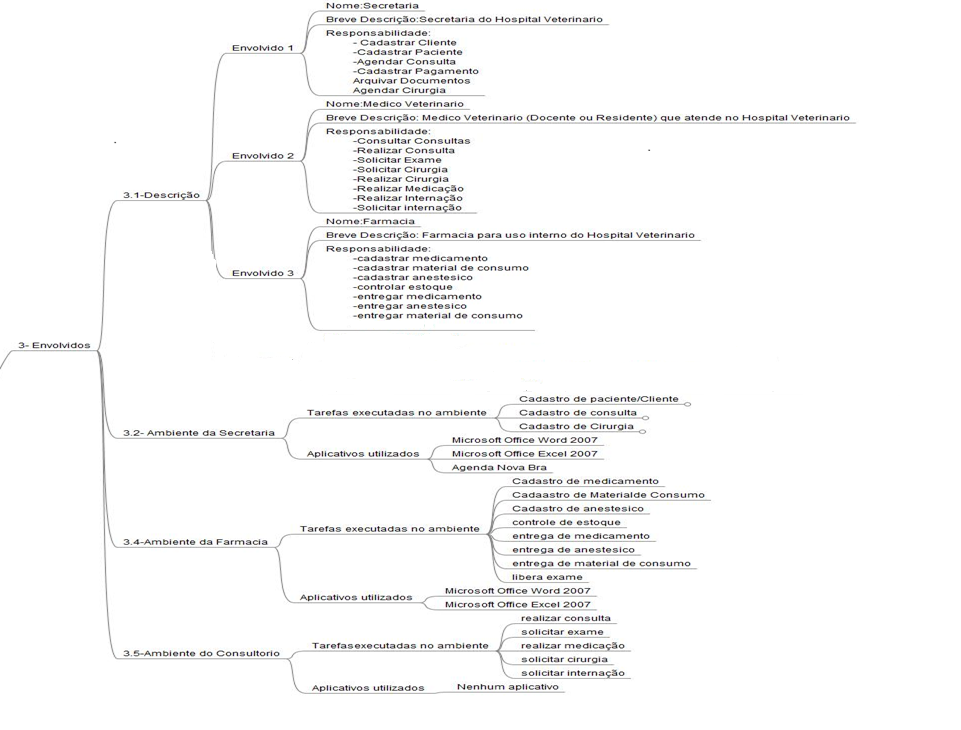 3- Envolvidos
3.1-Descrição
Envolvido 1
Nome:Secretaria
Breve Descrição:Secretaria do Hospital Veterinario
Responsabilidade:
- Cadastrar Cliente
-Cadastrar Paciente
-Agendar Consulta
-Cadastrar Pagamento
Arquivar Documentos
Agendar Cirurgia
Envolvido 2
Nome:Medico Veterinario
Breve Descrição: Medico Veterinario (Docente ou Residente) que atende no Hospital Veterinario
Responsabilidade:
-Consultar Consultas
-Realizar Consulta
-Solicitar Exame
-Solicitar Cirurgia
-Realizar Cirurgia
-Realizar Medicação
-Realizar Internação
-Solicitar internação
Envolvido 3
Nome:Farmacia
Breve Descrição: Farmacia para uso interno do Hospital Veterinario
Responsabilidade:
-cadastrar medicamento
-cadastrar material de consumo
-cadastrar anestesico
-controlar estoque
-entregar medicamento
-entregar anestesico
-entregar material de consumo
3.2- Ambiente da Secretaria
Tarefas executadas no ambiente
Cadastro de paciente/Cliente
Cadastro de consulta
Cadastro de Cirurgia
Aplicativos utilizados
Microsoft Office Word 2007
Microsoft Office Excel 2007
Agenda Nova Bra
3.4-Ambiente da Farmacia
Tarefas executadas no ambiente
Cadastro de medicamento
Cadaastro de Materialde Consumo
Cadastro de anestesico
controle de estoque
entrega de medicamento
entrega de anestesico
entrega de material de consumo
libera exame
Aplicativos utilizados
Microsoft Office Word 2007
Microsoft Office Excel 2007
3.5-Ambiente do Consultorio
Tarefasexecutadas no ambiente
realizar consulta
solicitar exame
realizar medicação
solicitar cirurgia
solicitar internação
Aplicativos utilizados
Nenhum aplicativo